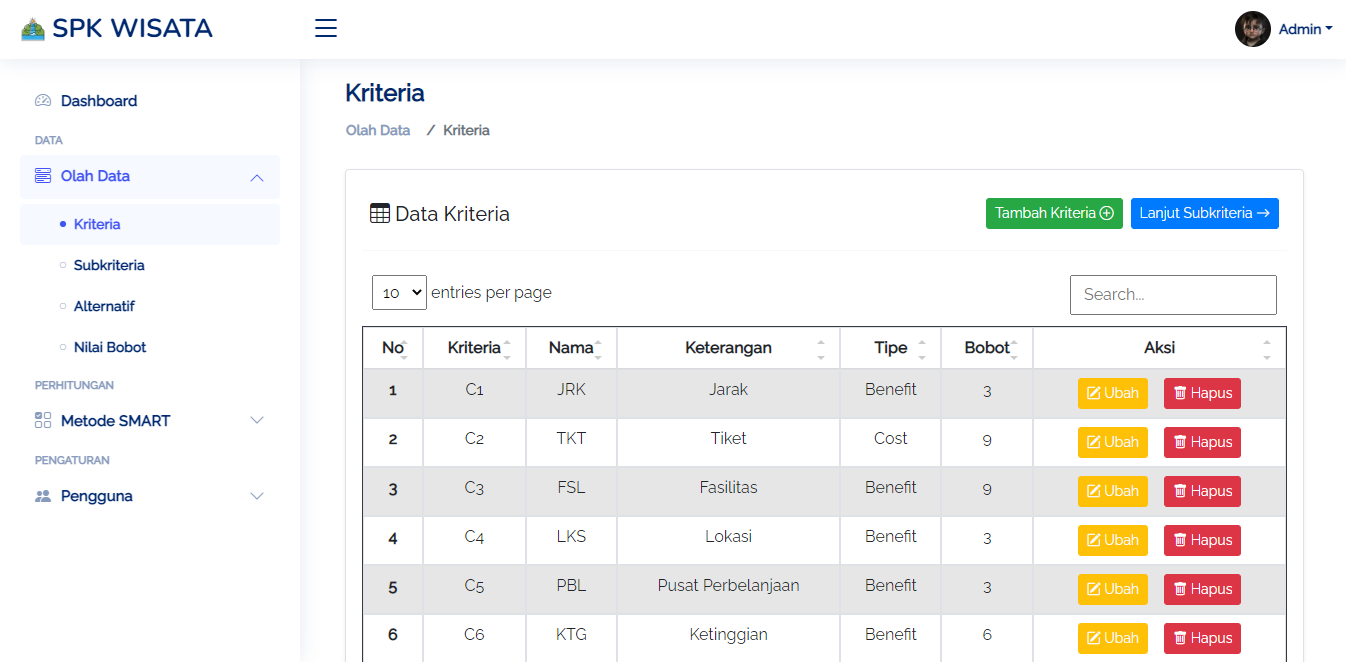 SPK WISATA
Admin
Dashboard
DATA
Olah Data
Kriteria
Subkriteria
Alternatif
Nilai Bobot
PERHITUNGAN
Metode SMART
PENGATURAN
Pengguna
Kriteria
Olah Data / Kriteria
Data Kriteria
Tambah Kriteria
Lanjut Subkriteria →
10 entries per page
Search...
No Kriteria Nama Keterangan Tipe Bobot Aksi
1 C1 JRK Jarak Benefit 3 Ubah Hapus
2 C2 TKT Tiket Cost 9 Ubah Hapus
3 C3 FSL Fasilitas Benefit 9 Ubah Hapus
4 C4 LKS Lokasi Benefit 3 Ubah Hapus
5 C5 PBL Pusat Perbelanjaan Benefit 3 Ubah Hapus
6 C6 KTG Ketinggian Benefit 6 Ubah Hapus